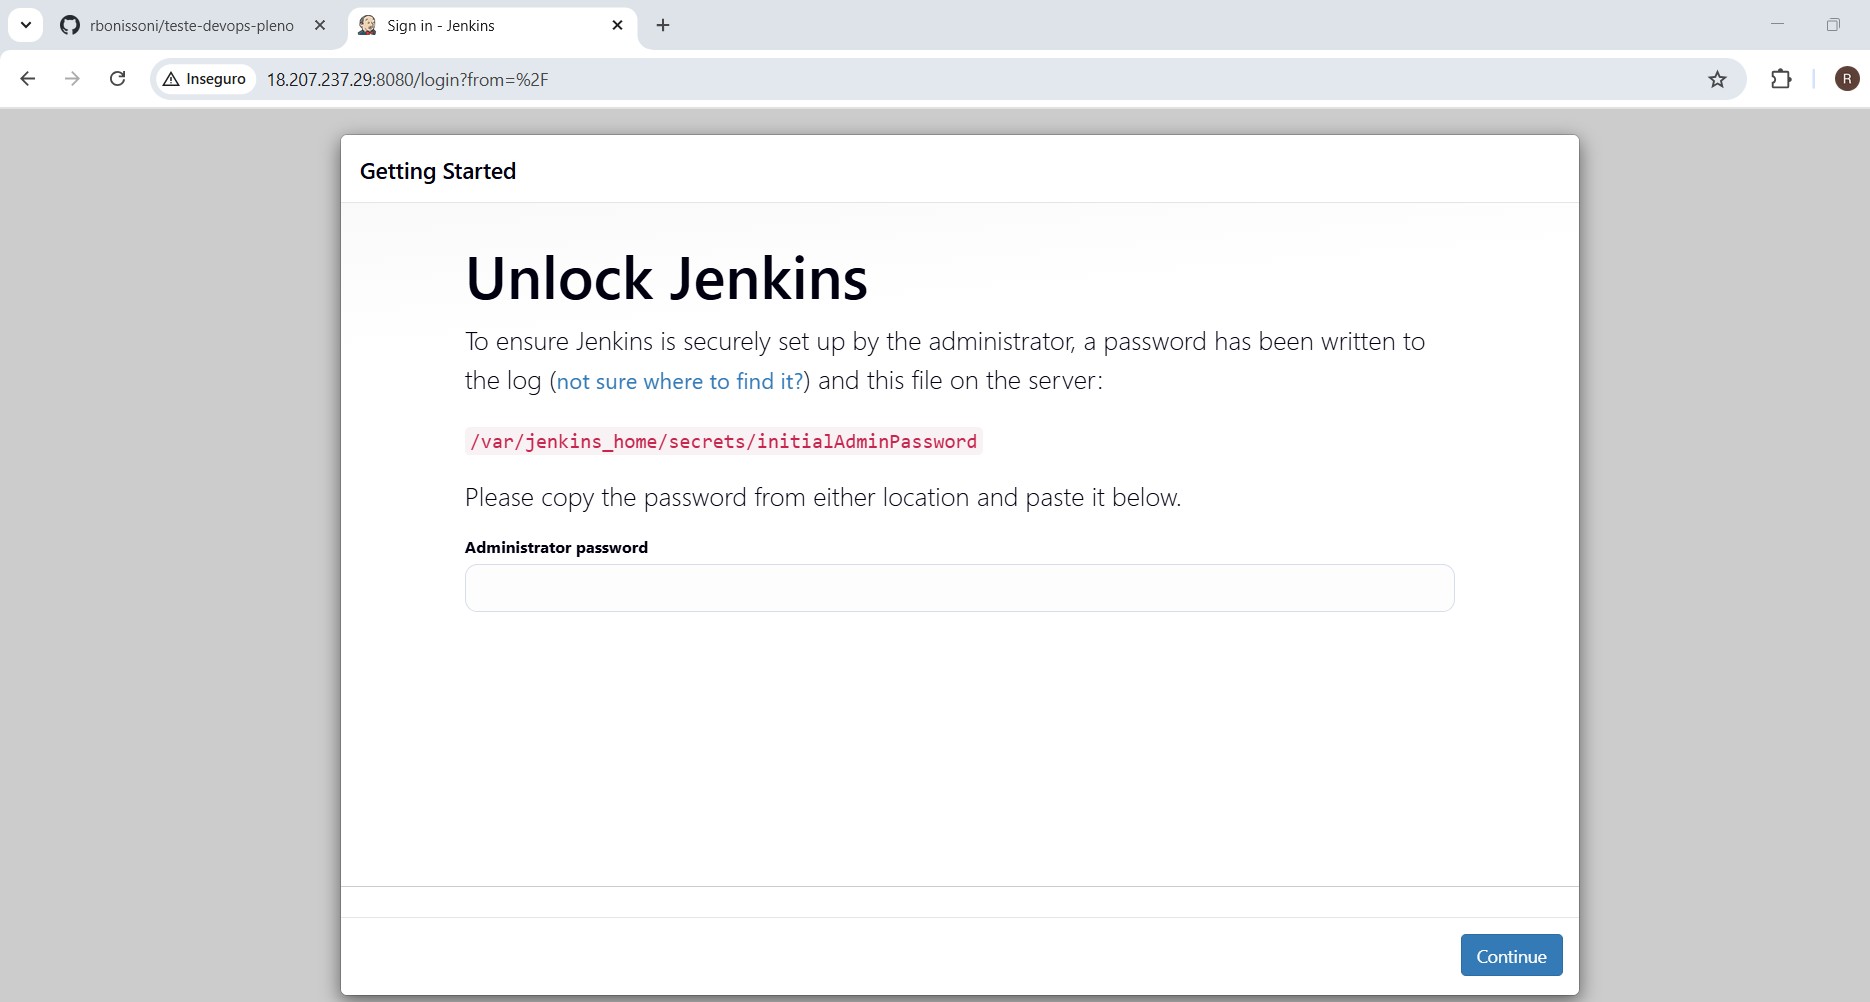 rbonissoni/teste-devops-pleno
Sign in - Jenkins
Inseguro
18.207.237.29:8080/login?from=%2F
R
Getting Started
Unlock Jenkins
To ensure Jenkins is securely set up by the administrator, a password has been written to
the log (not sure where to find it?) and this file on the server:
/var/jenkins_home/secrets/initialAdminPassword
Please copy the password from either location and paste it below.
Administrator password
Continue